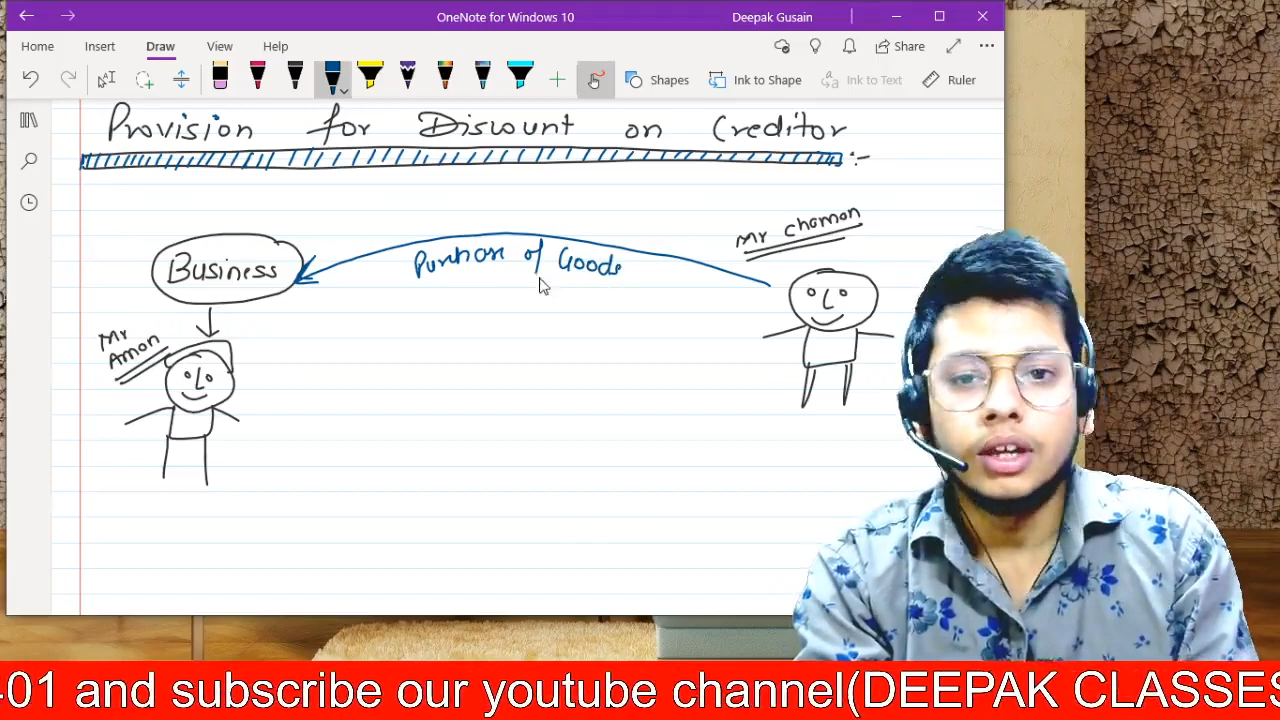 OneNote for Windows 10
Deepak Gusain
Home Insert Draw View Help
Share
Shapes Ink to Shape Ink to Text Ruler
Provision for Discount on Creditor :-
Mr chaman
Purchase of Goods
Business
Mr
Aman
401 and subscribe our youtube channel(DEEPAK CLASSES